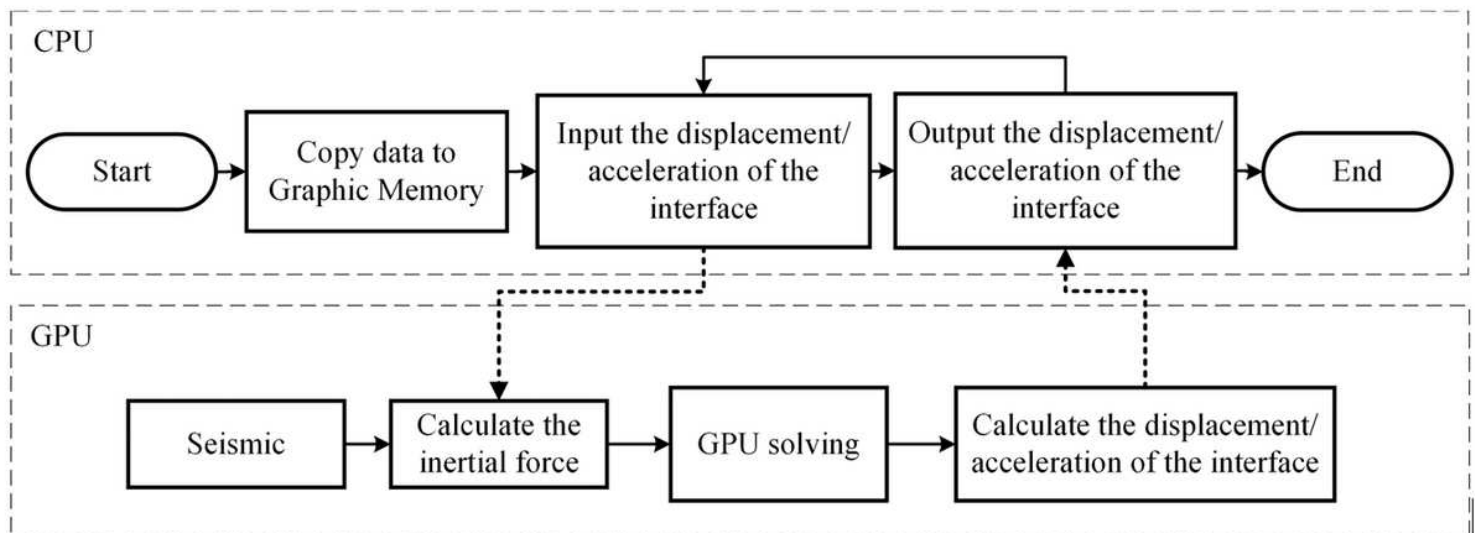 CPU
Start
Copy data to
Graphic Memory
Input the displacement/
acceleration of the
interface
Output the displacement/
acceleration of the
interface
End
GPU
Seismic
Calculate the
inertial force
GPU solving
Calculate the displacement/
acceleration of the interface